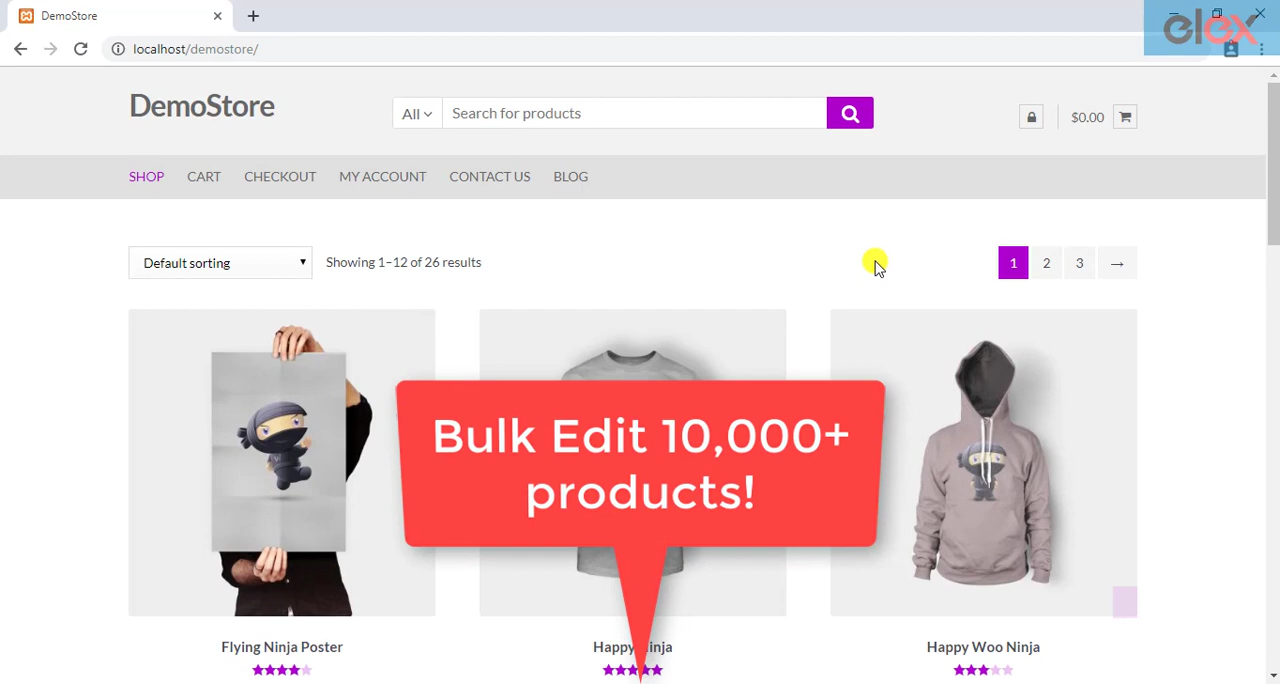 DemoStore
elex
localhost/demostore/
DemoStore
All
Search for products
$0.00
SHOP
CART
CHECKOUT
MY ACCOUNT
CONTACT US
BLOG
Default sorting
Showing 1–12 of 26 results
1
2
3
→
Bulk Edit 10,000+
products!
Flying Ninja Poster
Happy Ninja
Happy Woo Ninja